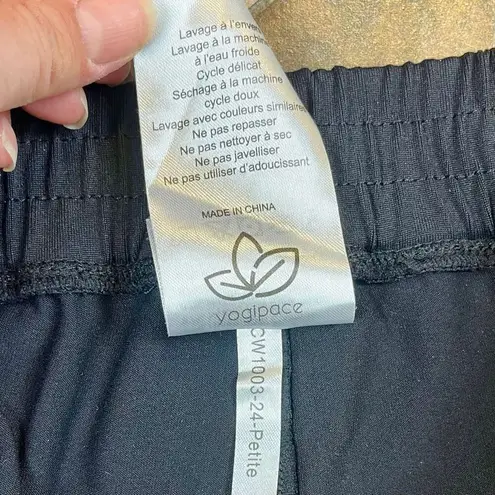 Lavage à l'envers
Lavage à la machine
à l'eau froide
Cycle délicat
Séchage à la machine
cycle doux
Lavage avec couleurs similaires
Ne pas repasser
Ne pas nettoyer à sec
Ne pas javelliser
Ne pas utiliser d'adoucissant
MADE IN CHINA
yogipace
CW1003-24-Petite